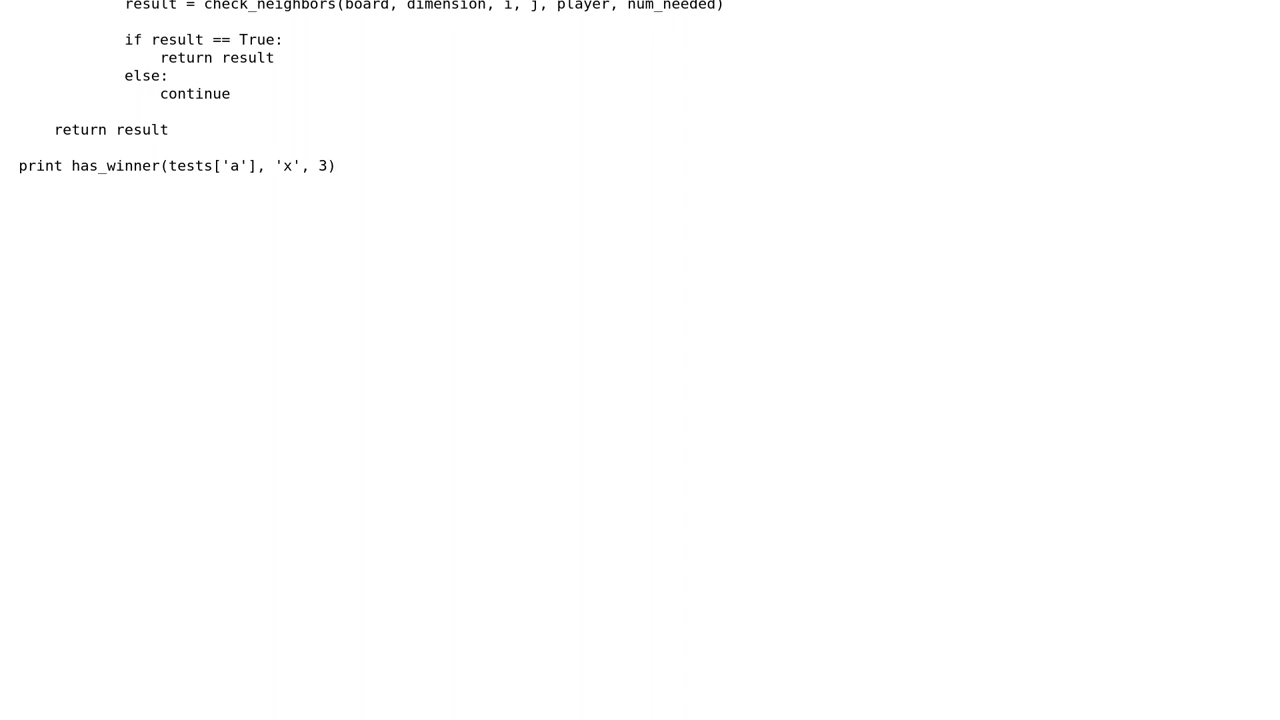 result = check_neighbors(board, dimension, i, j, player, num_needed)
if result == True:
return result
else:
continue
return result
print has_winner(tests['a'], 'x', 3)